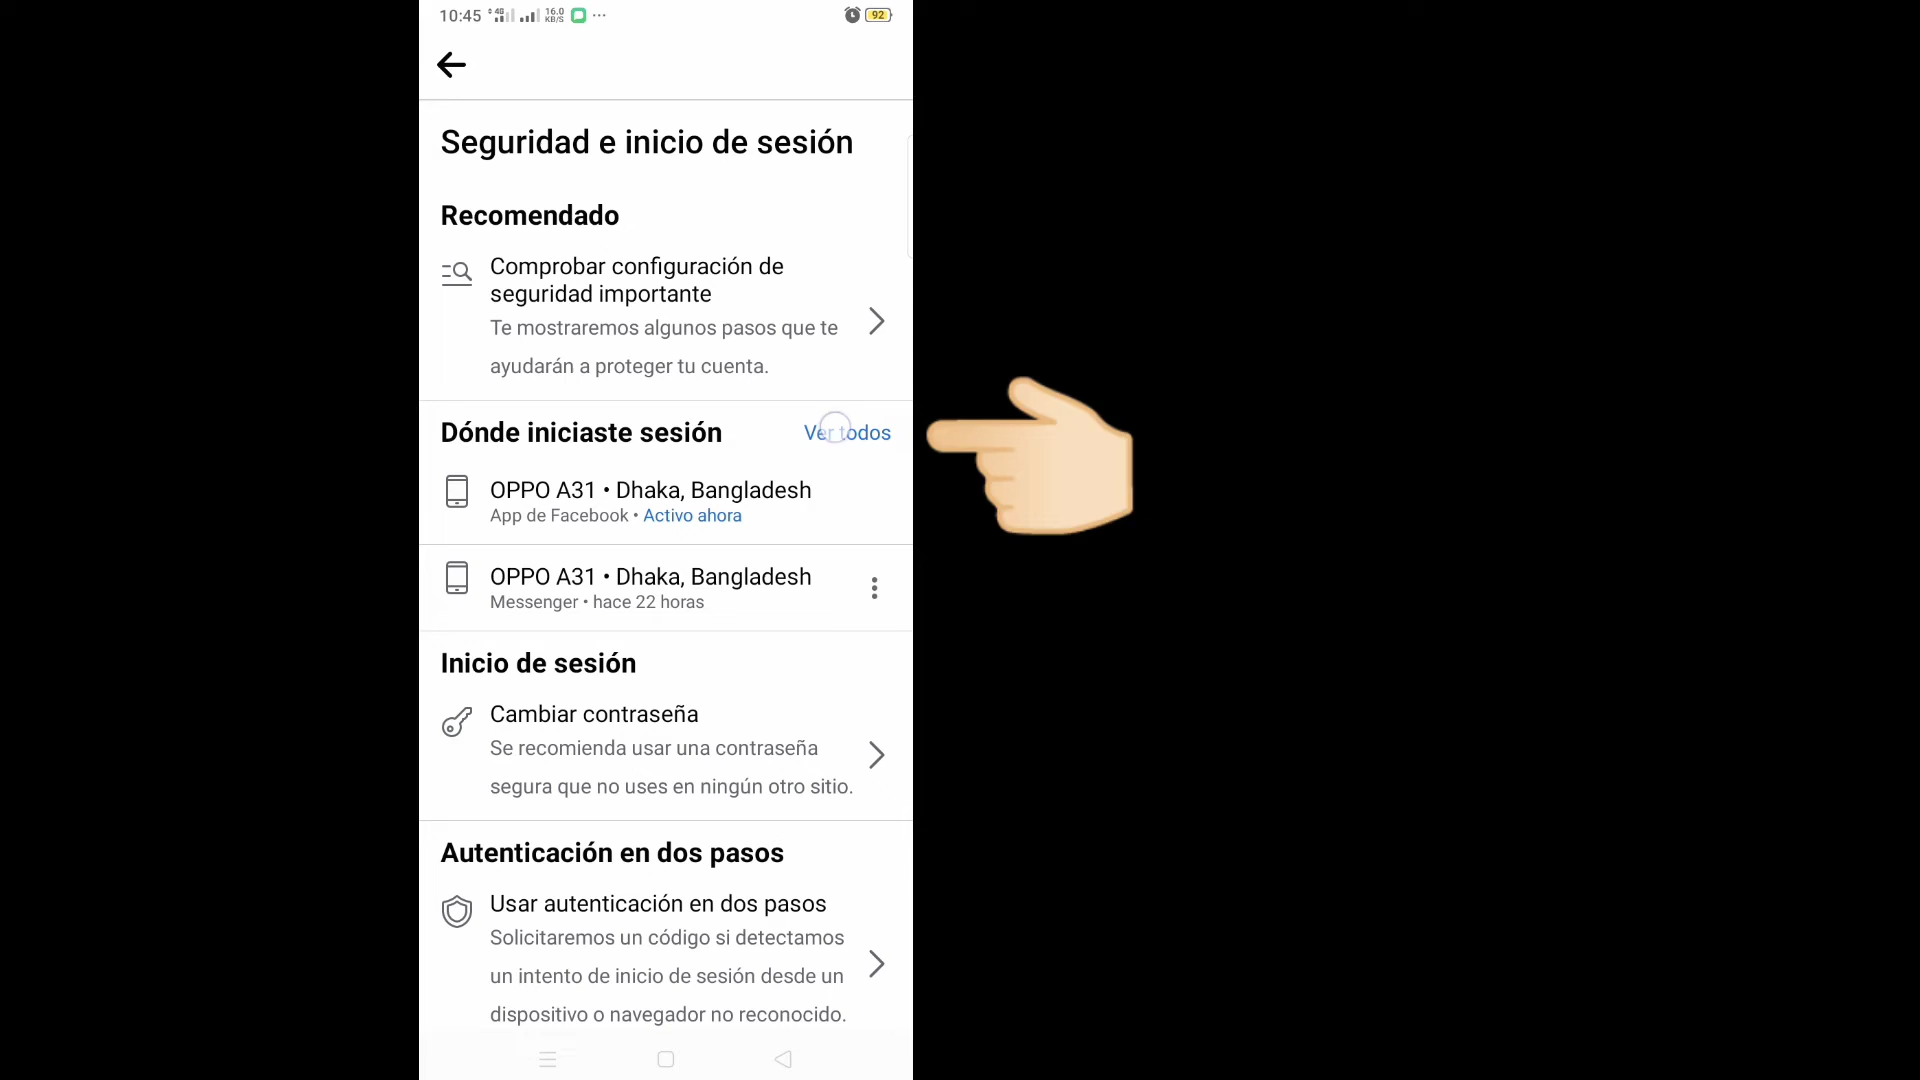 10:45 4G 16.0 KB/S ... 92
Seguridad e inicio de sesión
Recomendado
Comprobar configuración de
seguridad importante
Te mostraremos algunos pasos que te
ayudarán a proteger tu cuenta.
Dónde iniciaste sesión Ver todos
OPPO A31 • Dhaka, Bangladesh
App de Facebook • Activo ahora
OPPO A31 • Dhaka, Bangladesh
Messenger • hace 22 horas
Inicio de sesión
Cambiar contraseña
Se recomienda usar una contraseña
segura que no uses en ningún otro sitio.
Autenticación en dos pasos
Usar autenticación en dos pasos
Solicitaremos un código si detectamos
un intento de inicio de sesión desde un
dispositivo o navegador no reconocido.